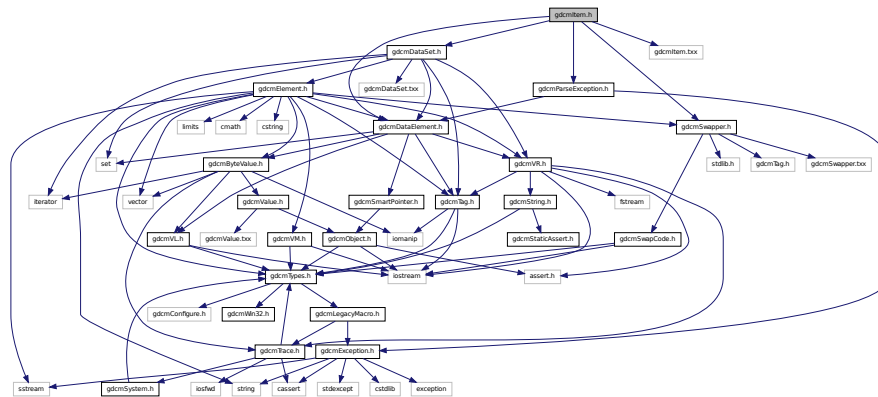 gdcmItem.h
gdcmDataSet.h
gdcmItem.txx
gdcmElement.h
gdcmDataSet.txx
gdcmParseException.h
limits
cmath
cstring
gdcmDataElement.h
gdcmSwapper.h
set
gdcmByteValue.h
gdcmVR.h
stdlib.h
gdcmTag.h
gdcmSwapper.txx
iterator
vector
gdcmValue.h
gdcmSmartPointer.h
gdcmTag.h
gdcmString.h
fstream
gdcmVL.h
gdcmValue.txx
gdcmVM.h
gdcmObject.h
iomanip
gdcmStaticAssert.h
gdcmSwapCode.h
gdcmTypes.h
iostream
assert.h
gdcmConfigure.h
gdcmWin32.h
gdcmLegacyMacro.h
gdcmTrace.h
gdcmException.h
sstream
gdcmSystem.h
iosfwd
string
cassert
stdexcept
cstdlib
exception